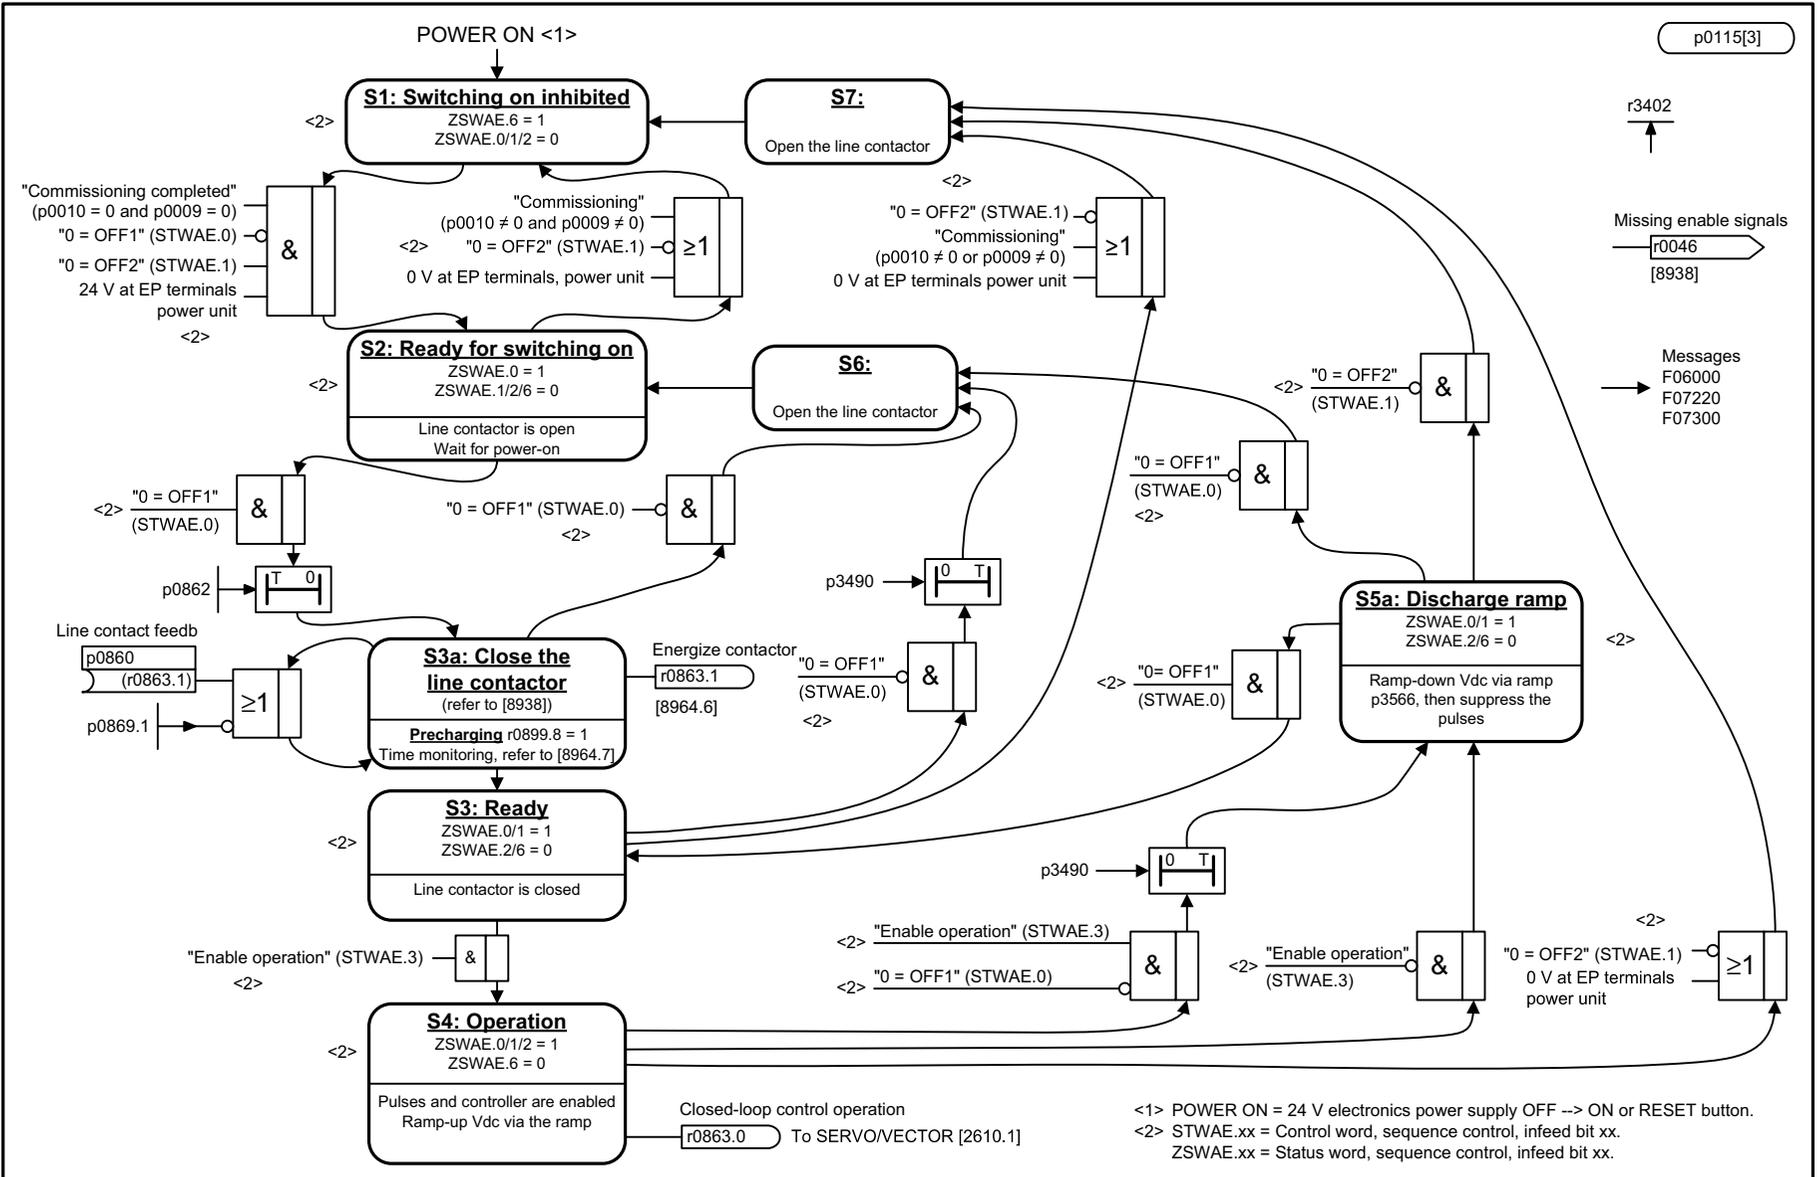 POWER ON <1>
p0115[3]
S1: Switching on inhibited
ZSWAE.6 = 1
ZSWAE.0/1/2 = 0
<2>
S7:
Open the line contactor
r3402
"Commissioning completed"
(p0010 = 0 and p0009 = 0)
"0 = OFF1" (STWAE.0)
"0 = OFF2" (STWAE.1)
24 V at EP terminals
power unit
<2>
&
"Commissioning"
(p0010 ≠ 0 and p0009 ≠ 0)
<2> "0 = OFF2" (STWAE.1)
0 V at EP terminals, power unit
≥1
<2>
"0 = OFF2" (STWAE.1)
"Commissioning"
(p0010 ≠ 0 or p0009 ≠ 0)
0 V at EP terminals power unit
≥1
Missing enable signals
r0046
[8938]
S2: Ready for switching on
ZSWAE.0 = 1
ZSWAE.1/2/6 = 0
Line contactor is open
Wait for power-on
<2>
S6:
Open the line contactor
<2> "0 = OFF2"
(STWAE.1)
&
Messages
F06000
F07220
F07300
<2> "0 = OFF1"
(STWAE.0)
&
"0 = OFF1" (STWAE.0)
<2>
&
"0 = OFF1"
(STWAE.0)
<2>
&
p0862
T 0
p3490
0 T
S5a: Discharge ramp
ZSWAE.0/1 = 1
ZSWAE.2/6 = 0
Ramp-down Vdc via ramp
p3566, then suppress the
pulses
<2>
Line contact feedb
p0860
(r0863.1)
p0869.1
≥1
S3a: Close the
line contactor
(refer to [8938])
Precharging r0899.8 = 1
Time monitoring, refer to [8964.7]
Energize contactor
r0863.1
[8964.6]
"0 = OFF1"
(STWAE.0)
<2>
&
<2> "0= OFF1"
(STWAE.0)
&
S3: Ready
ZSWAE.0/1 = 1
ZSWAE.2/6 = 0
Line contactor is closed
<2>
p3490
0 T
"Enable operation" (STWAE.3)
<2>
&
<2> "Enable operation" (STWAE.3)
<2> "0 = OFF1" (STWAE.0)
&
<2> "Enable operation"
(STWAE.3)
&
<2>
"0 = OFF2" (STWAE.1)
0 V at EP terminals
power unit
≥1
S4: Operation
ZSWAE.0/1/2 = 1
ZSWAE.6 = 0
Pulses and controller are enabled
Ramp-up Vdc via the ramp
<2>
Closed-loop control operation
r0863.0
To SERVO/VECTOR [2610.1]
<1> POWER ON = 24 V electronics power supply OFF --> ON or RESET button.
<2> STWAE.xx = Control word, sequence control, infeed bit xx.
ZSWAE.xx = Status word, sequence control, infeed bit xx.